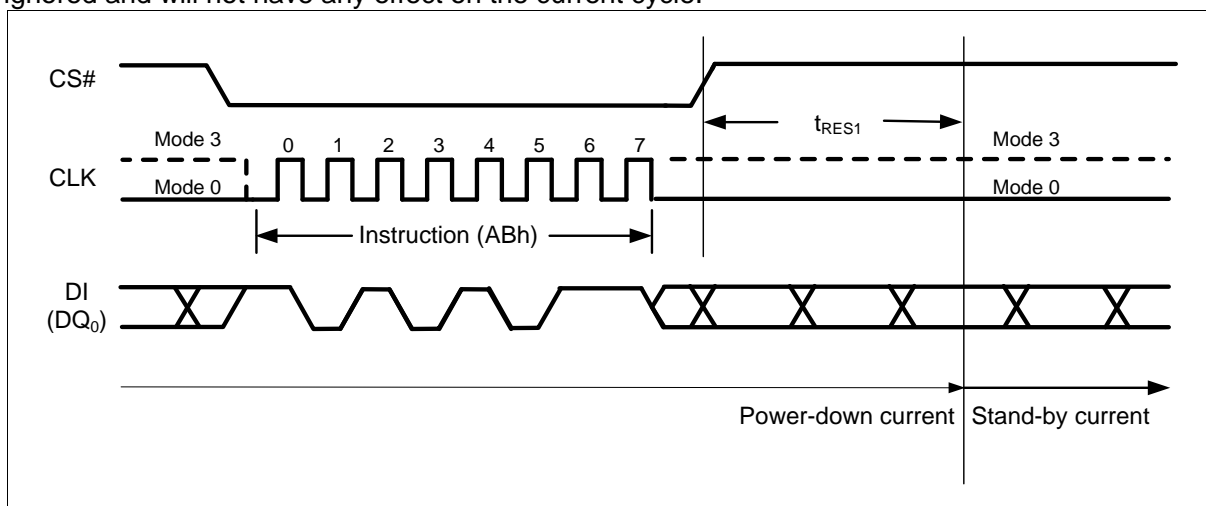 ignored and will not have any effect on the current cycle.
CS#
tRES1
Mode 3
0 1 2 3 4 5 6 7
Mode 3
CLK
Mode 0
Mode 0
Instruction (ABh)
DI
(DQ0)
Power-down current
Stand-by current